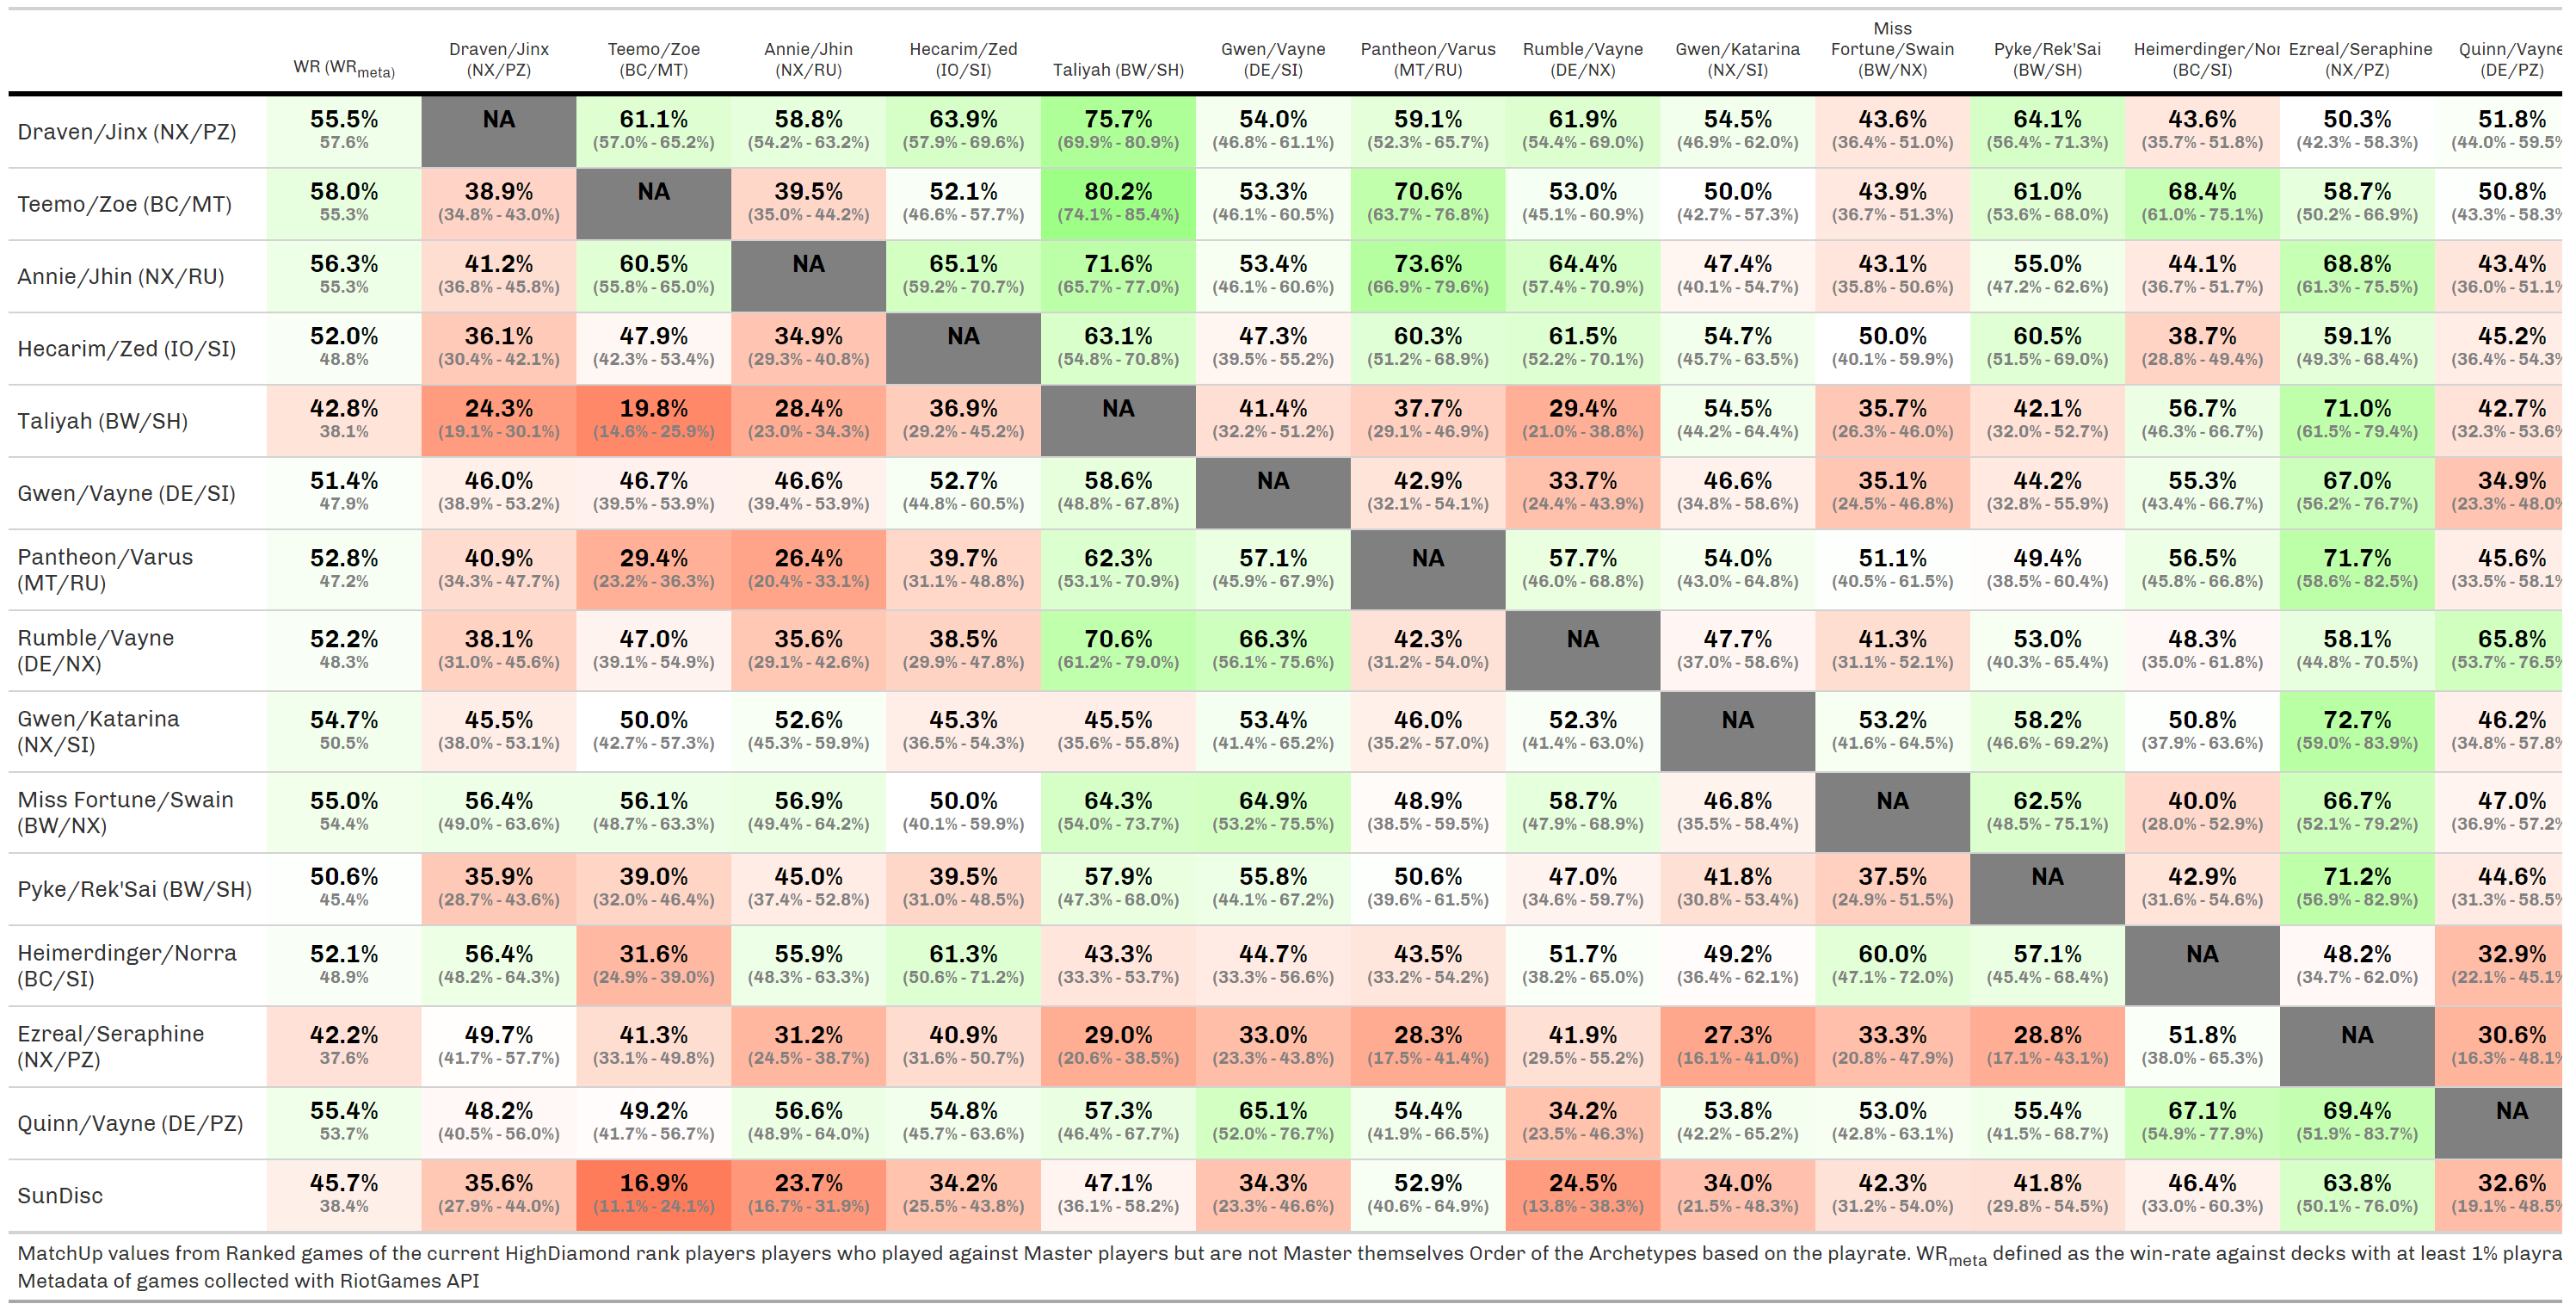 WR (WRmeta) Draven/Jinx (NX/PZ) Teemo/Zoe (BC/MT) Annie/Jhin (NX/RU) Hecarim/Zed (IO/SI) Taliyah (BW/SH) Gwen/Vayne (DE/SI) Pantheon/Varus (MT/RU) Rumble/Vayne (DE/NX) Gwen/Katarina (NX/SI) Miss Fortune/Swain (BW/NX) Pyke/Rek'Sai (BW/SH) Heimerdinger/Nor (BC/SI) Ezreal/Seraphine (NX/PZ) Quinn/Vayne (DE/PZ)
Draven/Jinx (NX/PZ) 55.5% NA 61.1% 58.8% 63.9% 75.7% 54.0% 59.1% 61.9% 54.5% 43.6% 64.1% 43.6% 50.3% 51.8%
57.6% (57.0% - 65.2%) (54.2% - 63.2%) (57.9% - 69.6%) (69.9% - 80.9%) (46.8% - 61.1%) (52.3% - 65.7%) (54.4% - 69.0%) (46.9% - 62.0%) (36.4% - 51.0%) (56.4% - 71.3%) (35.7% - 51.8%) (42.3% - 58.3%) (44.0% - 59.5%
Teemo/Zoe (BC/MT) 58.0% 38.9% NA 39.5% 52.1% 80.2% 53.3% 70.6% 53.0% 50.0% 43.9% 61.0% 68.4% 58.7% 50.8%
55.3% (34.8% - 43.0%) (35.0% - 44.2%) (46.6% - 57.7%) (74.1% - 85.4%) (46.1% - 60.5%) (63.7% - 76.8%) (45.1% - 60.9%) (42.7% - 57.3%) (36.7% - 51.3%) (53.6% - 68.0%) (61.0% - 75.1%) (50.2% - 66.9%) (43.3% - 58.3%
Annie/Jhin (NX/RU) 56.3% 41.2% 60.5% NA 65.1% 71.6% 53.4% 73.6% 64.4% 47.4% 43.1% 55.0% 44.1% 68.8% 43.4%
55.3% (36.8% - 45.8%) (55.8% - 65.0%) (59.2% - 70.7%) (65.7% - 77.0%) (46.1% - 60.6%) (66.9% - 79.6%) (57.4% - 70.9%) (40.1% - 54.7%) (35.8% - 50.6%) (47.2% - 62.6%) (36.7% - 51.7%) (61.3% - 75.5%) (36.0% - 51.1%
Hecarim/Zed (IO/SI) 52.0% 36.1% 47.9% 34.9% NA 63.1% 47.3% 60.3% 61.5% 54.7% 50.0% 60.5% 38.7% 59.1% 45.2%
48.8% (30.4% - 42.1%) (42.3% - 53.4%) (29.3% - 40.8%) (54.8% - 70.8%) (39.5% - 55.2%) (51.2% - 68.9%) (52.2% - 70.1%) (45.7% - 63.5%) (40.1% - 59.9%) (51.5% - 69.0%) (28.8% - 49.4%) (49.3% - 68.4%) (36.4% - 54.3%
Taliyah (BW/SH) 42.8% 24.3% 19.8% 28.4% 36.9% NA 41.4% 37.7% 29.4% 54.5% 35.7% 42.1% 56.7% 71.0% 42.7%
38.1% (19.1% - 30.1%) (14.6% - 25.9%) (23.0% - 34.3%) (29.2% - 45.2%) (32.2% - 51.2%) (29.1% - 46.9%) (21.0% - 38.8%) (44.2% - 64.4%) (26.3% - 46.0%) (32.0% - 52.7%) (46.3% - 66.7%) (61.5% - 79.4%) (32.3% - 53.6%
Gwen/Vayne (DE/SI) 51.4% 46.0% 46.7% 46.6% 52.7% 58.6% NA 42.9% 33.7% 46.6% 35.1% 44.2% 55.3% 67.0% 34.9%
47.9% (38.9% - 53.2%) (39.5% - 53.9%) (39.4% - 53.9%) (44.8% - 60.5%) (48.8% - 67.8%) (32.1% - 54.1%) (24.4% - 43.9%) (34.8% - 58.6%) (24.5% - 46.8%) (32.8% - 55.9%) (43.4% - 66.7%) (56.2% - 76.7%) (23.3% - 48.0%
Pantheon/Varus (MT/RU) 52.8% 40.9% 29.4% 26.4% 39.7% 62.3% 57.1% NA 57.7% 54.0% 51.1% 49.4% 56.5% 71.7% 45.6%
47.2% (34.3% - 47.7%) (23.2% - 36.3%) (20.4% - 33.1%) (31.1% - 48.8%) (53.1% - 70.9%) (45.9% - 67.9%) (46.0% - 68.8%) (43.0% - 64.8%) (40.5% - 61.5%) (38.5% - 60.4%) (45.8% - 66.8%) (58.6% - 82.5%) (33.5% - 58.1%
Rumble/Vayne (DE/NX) 52.2% 38.1% 47.0% 35.6% 38.5% 70.6% 66.3% 42.3% NA 47.7% 41.3% 53.0% 48.3% 58.1% 65.8%
48.3% (31.0% - 45.6%) (39.1% - 54.9%) (29.1% - 42.6%) (29.9% - 47.8%) (61.2% - 79.0%) (56.1% - 75.6%) (31.2% - 54.0%) (37.0% - 58.6%) (31.1% - 52.1%) (40.3% - 65.4%) (35.0% - 61.8%) (44.8% - 70.5%) (53.7% - 76.5%
Gwen/Katarina (NX/SI) 54.7% 45.5% 50.0% 52.6% 45.3% 45.5% 53.4% 46.0% 52.3% NA 53.2% 58.2% 50.8% 72.7% 46.2%
50.5% (38.0% - 53.1%) (42.7% - 57.3%) (45.3% - 59.9%) (36.5% - 54.3%) (35.6% - 55.8%) (41.4% - 65.2%) (35.2% - 57.0%) (41.4% - 63.0%) (41.6% - 64.5%) (46.6% - 69.2%) (37.9% - 63.6%) (59.0% - 83.9%) (34.8% - 57.8%
Miss Fortune/Swain (BW/NX) 55.0% 56.4% 56.1% 56.9% 50.0% 64.3% 64.9% 48.9% 58.7% 46.8% NA 62.5% 40.0% 66.7% 47.0%
54.4% (49.0% - 63.6%) (48.7% - 63.3%) (49.4% - 64.2%) (40.1% - 59.9%) (54.0% - 73.7%) (53.2% - 75.5%) (38.5% - 59.5%) (47.9% - 68.9%) (35.5% - 58.4%) (48.5% - 75.1%) (28.0% - 52.9%) (52.1% - 79.2%) (36.9% - 57.2%
Pyke/Rek'Sai (BW/SH) 50.6% 35.9% 39.0% 45.0% 39.5% 57.9% 55.8% 50.6% 47.0% 41.8% 37.5% NA 42.9% 71.2% 44.6%
45.4% (28.7% - 43.6%) (32.0% - 46.4%) (37.4% - 52.8%) (31.0% - 48.5%) (47.3% - 68.0%) (44.1% - 67.2%) (39.6% - 61.5%) (34.6% - 59.7%) (30.8% - 53.4%) (24.9% - 51.5%) (31.6% - 54.6%) (56.9% - 82.9%) (31.3% - 58.5%
Heimerdinger/Norra (BC/SI) 52.1% 56.4% 31.6% 55.9% 61.3% 43.3% 44.7% 43.5% 51.7% 49.2% 60.0% 57.1% NA 48.2% 32.9%
48.9% (48.2% - 64.3%) (24.9% - 39.0%) (48.3% - 63.3%) (50.6% - 71.2%) (33.3% - 53.7%) (33.3% - 56.6%) (33.2% - 54.2%) (38.2% - 65.0%) (36.4% - 62.1%) (47.1% - 72.0%) (45.4% - 68.4%) (34.7% - 62.0%) (22.1% - 45.1%
Ezreal/Seraphine (NX/PZ) 42.2% 49.7% 41.3% 31.2% 40.9% 29.0% 33.0% 28.3% 41.9% 27.3% 33.3% 28.8% 51.8% NA 30.6%
37.6% (41.7% - 57.7%) (33.1% - 49.8%) (24.5% - 38.7%) (31.6% - 50.7%) (20.6% - 38.5%) (23.3% - 43.8%) (17.5% - 41.4%) (29.5% - 55.2%) (16.1% - 41.0%) (20.8% - 47.9%) (17.1% - 43.1%) (38.0% - 65.3%) (16.3% - 48.1%
Quinn/Vayne (DE/PZ) 55.4% 48.2% 49.2% 56.6% 54.8% 57.3% 65.1% 54.4% 34.2% 53.8% 53.0% 55.4% 67.1% 69.4% NA
53.7% (40.5% - 56.0%) (41.7% - 56.7%) (48.9% - 64.0%) (45.7% - 63.6%) (46.4% - 67.7%) (52.0% - 76.7%) (41.9% - 66.5%) (23.5% - 46.3%) (42.2% - 65.2%) (42.8% - 63.1%) (41.5% - 68.7%) (54.9% - 77.9%) (51.9% - 83.7%)
SunDisc 45.7% 35.6% 16.9% 23.7% 34.2% 47.1% 34.3% 52.9% 24.5% 34.0% 42.3% 41.8% 46.4% 63.8% 32.6%
38.4% (27.9% - 44.0%) (11.1% - 24.1%) (16.7% - 31.9%) (25.5% - 43.8%) (36.1% - 58.2%) (23.3% - 46.6%) (40.6% - 64.9%) (13.8% - 38.3%) (21.5% - 48.3%) (31.2% - 54.0%) (29.8% - 54.5%) (33.0% - 60.3%) (50.1% - 76.0%) (19.1% - 48.5%
MatchUp values from Ranked games of the current HighDiamond rank players players who played against Master players but are not Master themselves Order of the Archetypes based on the playrate. WRmeta defined as the win-rate against decks with at least 1% playra
Metadata of games collected with RiotGames API